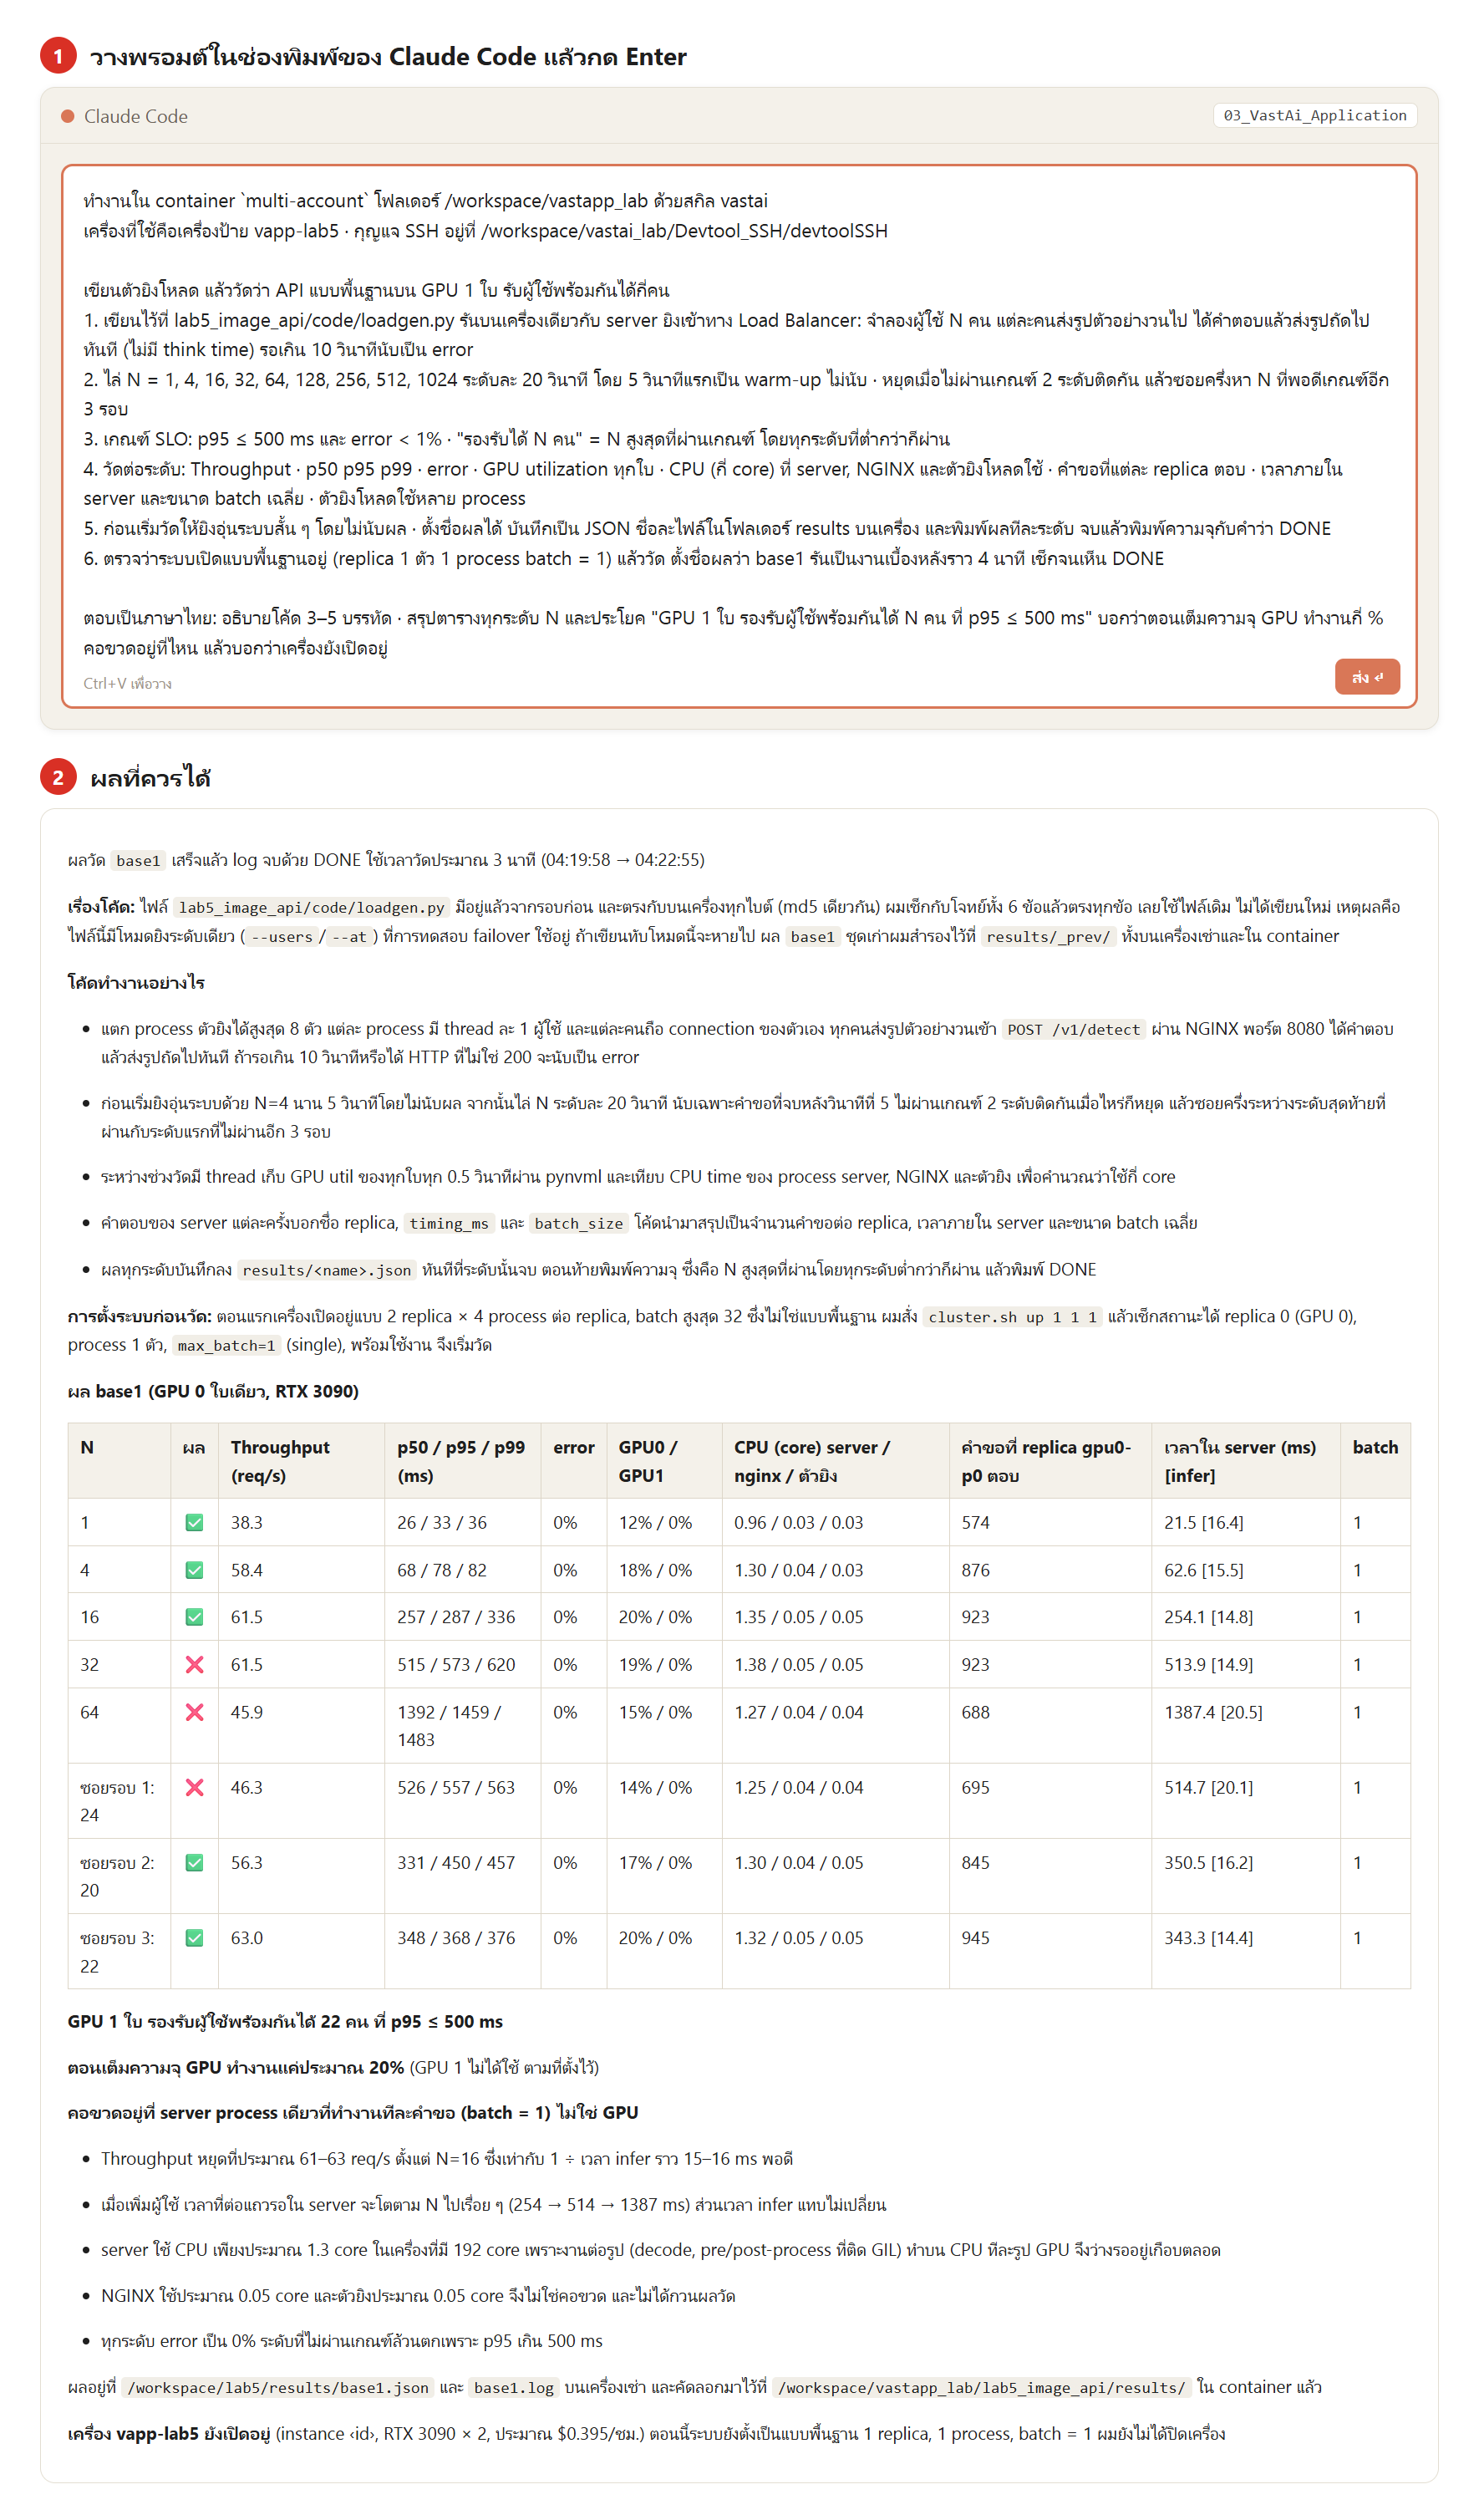 1 วางพรอมต์ในช่องพิมพ์ของ Claude Code แล้วกด Enter
Claude Code
03_VastAi_Application
ทำงานใน container `multi-account` โฟลเดอร์ /workspace/vastapp_lab ด้วยสกิล vastai
เครื่องที่ใช้คือเครื่องป้าย vapp-lab5 · กุญแจ SSH อยู่ที่ /workspace/vastai_lab/Devtool_SSH/devtoolSSH
เขียนตัวยิงโหลด แล้ววัดว่า API แบบพื้นฐานบน GPU 1 ใบ รับผู้ใช้พร้อมกันได้กี่คน
1. เขียนไว้ที่ lab5_image_api/code/loadgen.py รันบนเครื่องเดียวกับ server ยิงเข้าทาง Load Balancer: จำลองผู้ใช้ N คน แต่ละคนส่งรูปตัวอย่างวนไป ได้คำตอบแล้วส่งรูปถัดไป
ทันที (ไม่มี think time) รอเกิน 10 วินาทีนับเป็น error
2. ไล่ N = 1, 4, 16, 32, 64, 128, 256, 512, 1024 ระดับละ 20 วินาที โดย 5 วินาทีแรกเป็น warm-up ไม่นับ · หยุดเมื่อไม่ผ่านเกณฑ์ 2 ระดับติดกัน แล้วซอยครึ่งหา N ที่พอดีเกณฑ์อีก
3 รอบ
3. เกณฑ์ SLO: p95 ≤ 500 ms และ error < 1% · "รองรับได้ N คน" = N สูงสุดที่ผ่านเกณฑ์ โดยทุกระดับที่ต่ำกว่าก็ผ่าน
4. วัดต่อระดับ: Throughput · p50 p95 p99 · error · GPU utilization ทุกใบ · CPU (กี่ core) ที่ server, NGINX และตัวยิงโหลดใช้ · คำขอที่แต่ละ replica ตอบ · เวลาภายใน
server และขนาด batch เฉลี่ย · ตัวยิงโหลดใช้หลาย process
5. ก่อนเริ่มวัดให้ยิงอุ่นระบบสั้น ๆ โดยไม่นับผล · ตั้งชื่อผลได้ บันทึกเป็น JSON ชื่อละไฟล์ในโฟลเดอร์ results บนเครื่อง และพิมพ์ผลทีละระดับ จบแล้วพิมพ์ความจุกับคำว่า DONE
6. ตรวจว่าระบบเปิดแบบพื้นฐานอยู่ (replica 1 ตัว 1 process batch = 1) แล้ววัด ตั้งชื่อผลว่า base1 รันเป็นงานเบื้องหลังราว 4 นาที เช็กจนเห็น DONE
ตอบเป็นภาษาไทย: อธิบายโค้ด 3–5 บรรทัด · สรุปตารางทุกระดับ N และประโยค "GPU 1 ใบ รองรับผู้ใช้พร้อมกันได้ N คน ที่ p95 ≤ 500 ms" บอกว่าตอนเต็มความจุ GPU ทำงานกี่ %
คอขวดอยู่ที่ไหน แล้วบอกว่าเครื่องยังเปิดอยู่
Ctrl+V เพื่อวาง
ส่ง ⏎
2 ผลที่ควรได้
ผลวัด base1 เสร็จแล้ว log จบด้วย DONE ใช้เวลาวัดประมาณ 3 นาที (04:19:58 → 04:22:55)
เรื่องโค้ด: ไฟล์ lab5_image_api/code/loadgen.py มีอยู่แล้วจากรอบก่อน และตรงกับบนเครื่องทุกไบต์ (md5 เดียวกัน) ผมเช็กกับโจทย์ทั้ง 6 ข้อแล้วตรงทุกข้อ เลยใช้ไฟล์เดิม ไม่ได้เขียนใหม่ เหตุผลคือ
ไฟล์นี้มีโหมดยิงระดับเดียว (--users/--at) ที่การทดสอบ failover ใช้อยู่ ถ้าเขียนทับโหมดนี้จะหายไป ผล base1 ชุดเก่าผมสำรองไว้ที่ results/_prev/ ทั้งบนเครื่องเช่าและใน container
โค้ดทำงานอย่างไร
• แตก process ตัวยิงได้สูงสุด 8 ตัว แต่ละ process มี thread ละ 1 ผู้ใช้ และแต่ละคนถือ connection ของตัวเอง ทุกคนส่งรูปตัวอย่างวนเข้า POST /v1/detect ผ่าน NGINX พอร์ต 8080 ได้คำตอบ
แล้วส่งรูปถัดไปทันที ถ้ารอเกิน 10 วินาทีหรือได้ HTTP ที่ไม่ใช่ 200 จะนับเป็น error
• ก่อนเริ่มยิงอุ่นระบบด้วย N=4 นาน 5 วินาทีโดยไม่นับผล จากนั้นไล่ N ระดับละ 20 วินาที นับเฉพาะคำขอที่จบหลังวินาทีที่ 5 ไม่ผ่านเกณฑ์ 2 ระดับติดกันเมื่อไหร่ก็หยุด แล้วซอยครึ่งระหว่างระดับสุดท้ายที่
ผ่านกับระดับแรกที่ไม่ผ่านอีก 3 รอบ
• ระหว่างช่วงวัดมี thread เก็บ GPU util ของทุกใบทุก 0.5 วินาทีผ่าน pynvml และเทียบ CPU time ของ process server, NGINX และตัวยิง เพื่อคำนวณว่าใช้กี่ core
• คำตอบของ server แต่ละครั้งบอกชื่อ replica, timing_ms และ batch_size โค้ดนำมาสรุปเป็นจำนวนคำขอต่อ replica, เวลาภายใน server และขนาด batch เฉลี่ย
• ผลทุกระดับบันทึกลง results/<name>.json ทันทีที่ระดับนั้นจบ ตอนท้ายพิมพ์ความจุ ซึ่งคือ N สูงสุดที่ผ่านโดยทุกระดับต่ำกว่าก็ผ่าน แล้วพิมพ์ DONE
การตั้งระบบก่อนวัด: ตอนแรกเครื่องเปิดอยู่แบบ 2 replica × 4 process ต่อ replica, batch สูงสุด 32 ซึ่งไม่ใช่แบบพื้นฐาน ผมสั่ง cluster.sh up 1 1 1 แล้วเช็กสถานะได้ replica 0 (GPU 0),
process 1 ตัว, max_batch=1 (single), พร้อมใช้งาน จึงเริ่มวัด
ผล base1 (GPU 0 ใบเดียว, RTX 3090)
N ผล Throughput (req/s) p50 / p95 / p99 (ms) error GPU0 / GPU1 CPU (core) server / nginx / ตัวยิง คำขอที่ replica gpu0-p0 ตอบ เวลาใน server (ms) [infer] batch
1 ✅ 38.3 26 / 33 / 36 0% 12% / 0% 0.96 / 0.03 / 0.03 574 21.5 [16.4] 1
4 ✅ 58.4 68 / 78 / 82 0% 18% / 0% 1.30 / 0.04 / 0.03 876 62.6 [15.5] 1
16 ✅ 61.5 257 / 287 / 336 0% 20% / 0% 1.35 / 0.05 / 0.05 923 254.1 [14.8] 1
32 ❌ 61.5 515 / 573 / 620 0% 19% / 0% 1.38 / 0.05 / 0.05 923 513.9 [14.9] 1
64 ❌ 45.9 1392 / 1459 / 1483 0% 15% / 0% 1.27 / 0.04 / 0.04 688 1387.4 [20.5] 1
ซอยรอบ 1: 24 ❌ 46.3 526 / 557 / 563 0% 14% / 0% 1.25 / 0.04 / 0.04 695 514.7 [20.1] 1
ซอยรอบ 2: 20 ✅ 56.3 331 / 450 / 457 0% 17% / 0% 1.30 / 0.04 / 0.05 845 350.5 [16.2] 1
ซอยรอบ 3: 22 ✅ 63.0 348 / 368 / 376 0% 20% / 0% 1.32 / 0.05 / 0.05 945 343.3 [14.4] 1
GPU 1 ใบ รองรับผู้ใช้พร้อมกันได้ 22 คน ที่ p95 ≤ 500 ms
ตอนเต็มความจุ GPU ทำงานแค่ประมาณ 20% (GPU 1 ไม่ได้ใช้ ตามที่ตั้งไว้)
คอขวดอยู่ที่ server process เดียวที่ทำงานทีละคำขอ (batch = 1) ไม่ใช่ GPU
• Throughput หยุดที่ประมาณ 61–63 req/s ตั้งแต่ N=16 ซึ่งเท่ากับ 1 ÷ เวลา infer ราว 15–16 ms พอดี
• เมื่อเพิ่มผู้ใช้ เวลาที่ต่อแถวรอใน server จะโตตาม N ไปเรื่อย ๆ (254 → 514 → 1387 ms) ส่วนเวลา infer แทบไม่เปลี่ยน
• server ใช้ CPU เพียงประมาณ 1.3 core ในเครื่องที่มี 192 core เพราะงานต่อรูป (decode, pre/post-process ที่ติด GIL) ทำบน CPU ทีละรูป GPU จึงว่างรออยู่เกือบตลอด
• NGINX ใช้ประมาณ 0.05 core และตัวยิงประมาณ 0.05 core จึงไม่ใช่คอขวด และไม่ได้กวนผลวัด
• ทุกระดับ error เป็น 0% ระดับที่ไม่ผ่านเกณฑ์ล้วนตกเพราะ p95 เกิน 500 ms
ผลอยู่ที่ /workspace/lab5/results/base1.json และ base1.log บนเครื่องเช่า และคัดลอกมาไว้ที่ /workspace/vastapp_lab/lab5_image_api/results/ ใน container แล้ว
เครื่อง vapp-lab5 ยังเปิดอยู่ (instance ‹id›, RTX 3090 × 2, ประมาณ $0.395/ชม.) ตอนนี้ระบบยังตั้งเป็นแบบพื้นฐาน 1 replica, 1 process, batch = 1 ผมยังไม่ได้ปิดเครื่อง